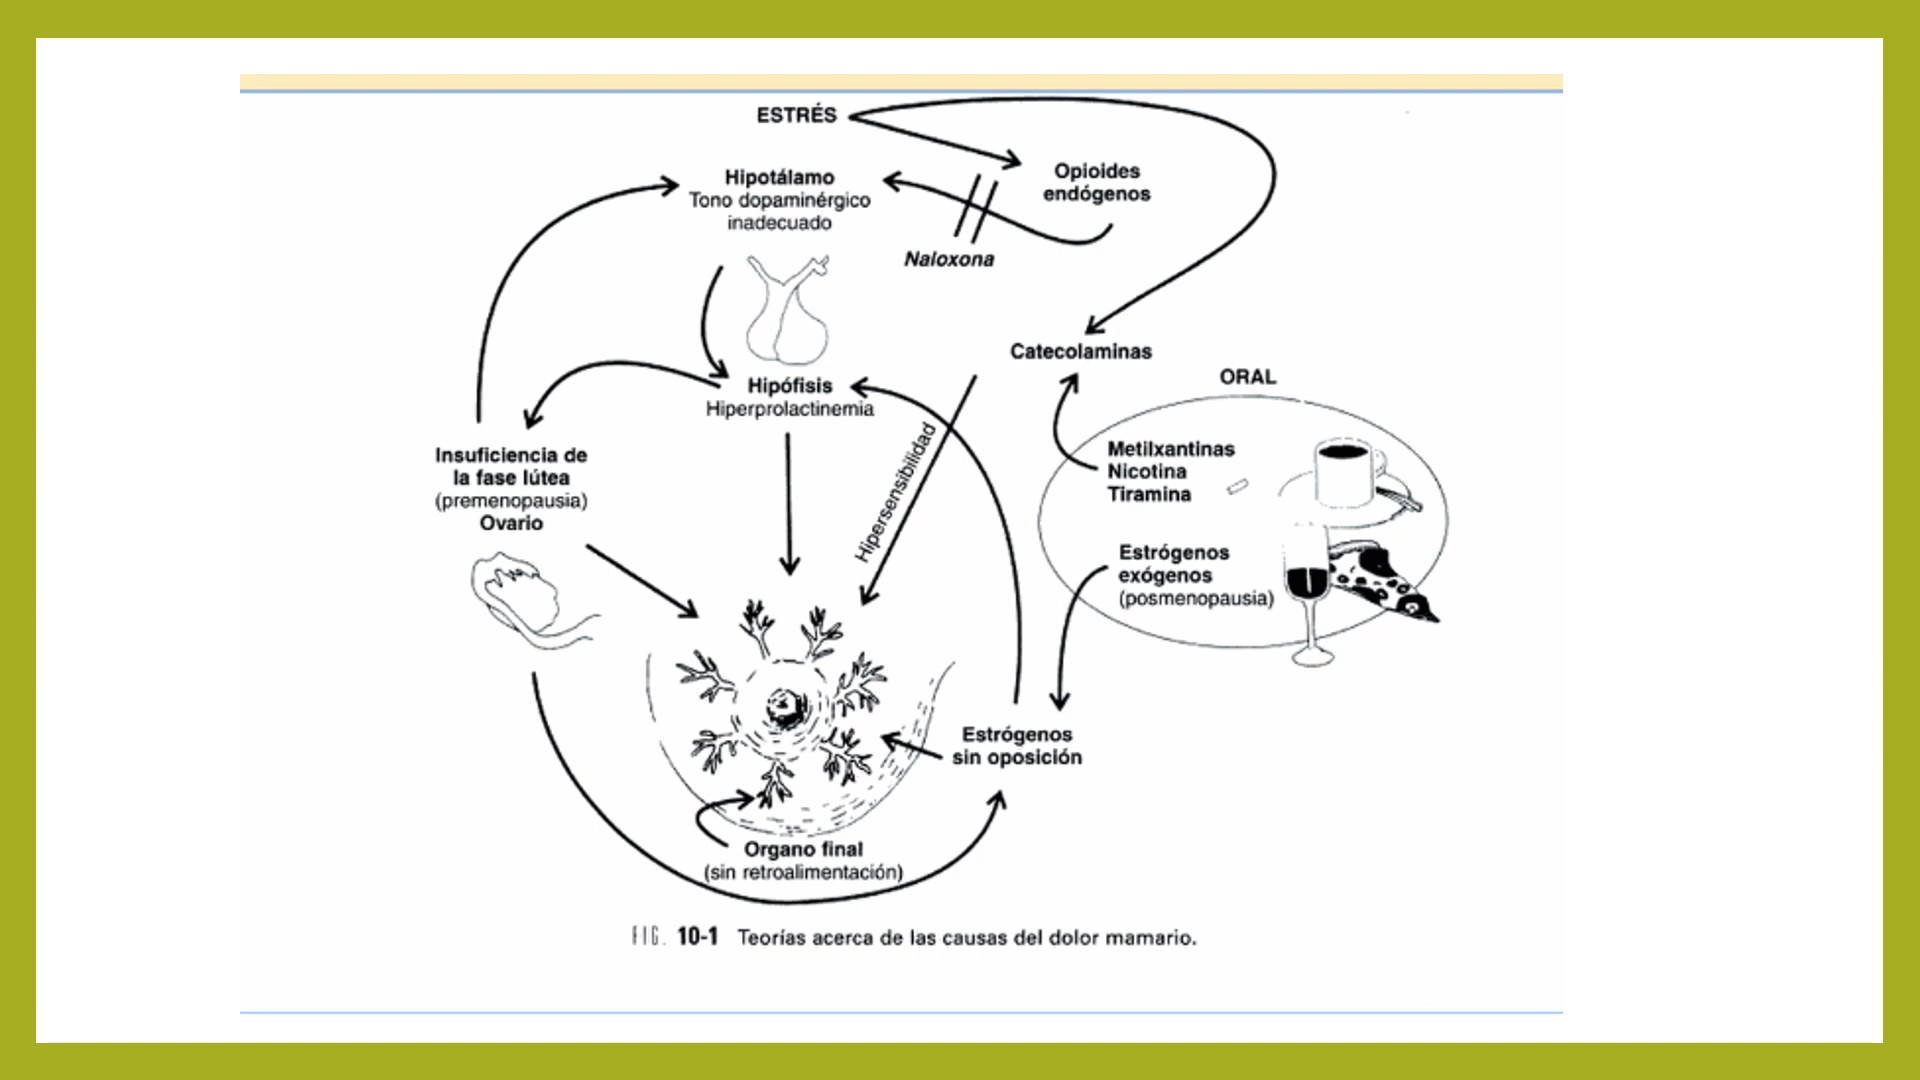 ESTRÉS
Opioides
endógenos
Hipotálamo
Tono dopaminérgico
inadecuado
Naloxona
Catecolaminas
ORAL
Hipófisis
Hiperprolactinemia
Hipersensibilidad
Metilxantinas
Nicotina
Tiramina
Insuficiencia de
la fase lútea
(premenopausia)
Ovario
Estrógenos
exógenos
(posmenopausia)
Estrógenos
sin oposición
Organo final
(sin retroalimentación)
FIG. 10-1 Teorías acerca de las causas del dolor mamario.